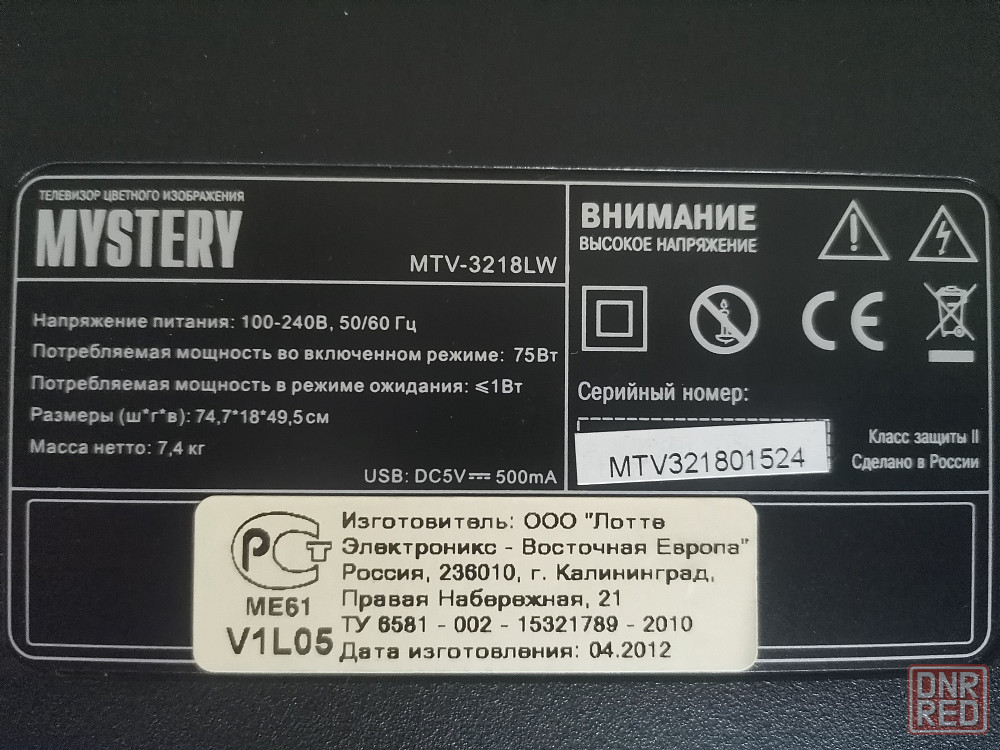 ТЕЛЕВИЗОР ЦВЕТНОГО ИЗОБРАЖЕНИЯ
MYSTERY
MTV-3218LW
Напряжение питания: 100-240В, 50/60 Гц
Потребляемая мощность во включенном режиме: 75Вт
Потребляемая мощность в режиме ожидания: ⩽1Вт
Размеры (ш*г*в): 74,7*18*49,5см
Масса нетто: 7,4 кг
USB: DC5V⎓ 500mA
ВНИМАНИЕ
ВЫСОКОЕ НАПРЯЖЕНИЕ
CE
Серийный номер:
MTV321801524
Класс защиты II
Сделано в России
РСТ
ME61
V1L05
Изготовитель: ООО "Лотте
Электроникс - Восточная Европа"
Россия, 236010, г. Калининград,
Правая Набережная, 21
ТУ 6581 - 002 - 15321789 - 2010
Дата изготовления: 04.2012
DNR
RED